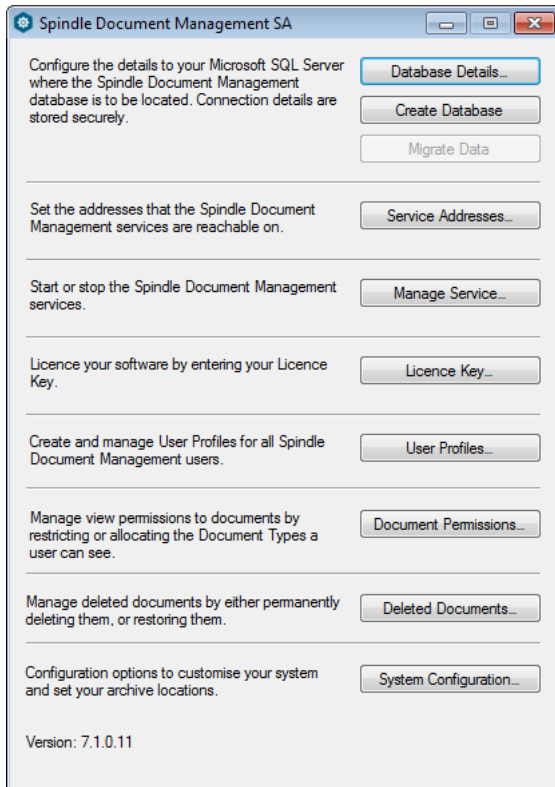 Spindle Document Management SA
Configure the details to your Microsoft SQL Server
where the Spindle Document Management
database is to be located. Connection details are
stored securely.
Database Details...
Create Database
Migrate Data
Set the addresses that the Spindle Document
Management services are reachable on.
Service Addresses...
Start or stop the Spindle Document Management
services.
Manage Service...
Licence your software by entering your Licence
Key.
Licence Key...
Create and manage User Profiles for all Spindle
Document Management users.
User Profiles...
Manage view permissions to documents by
restricting or allocating the Document Types a
user can see.
Document Permissions...
Manage deleted documents by either permanently
deleting them, or restoring them.
Deleted Documents...
Configuration options to customise your system
and set your archive locations.
System Configuration...
Version: 7.1.0.11